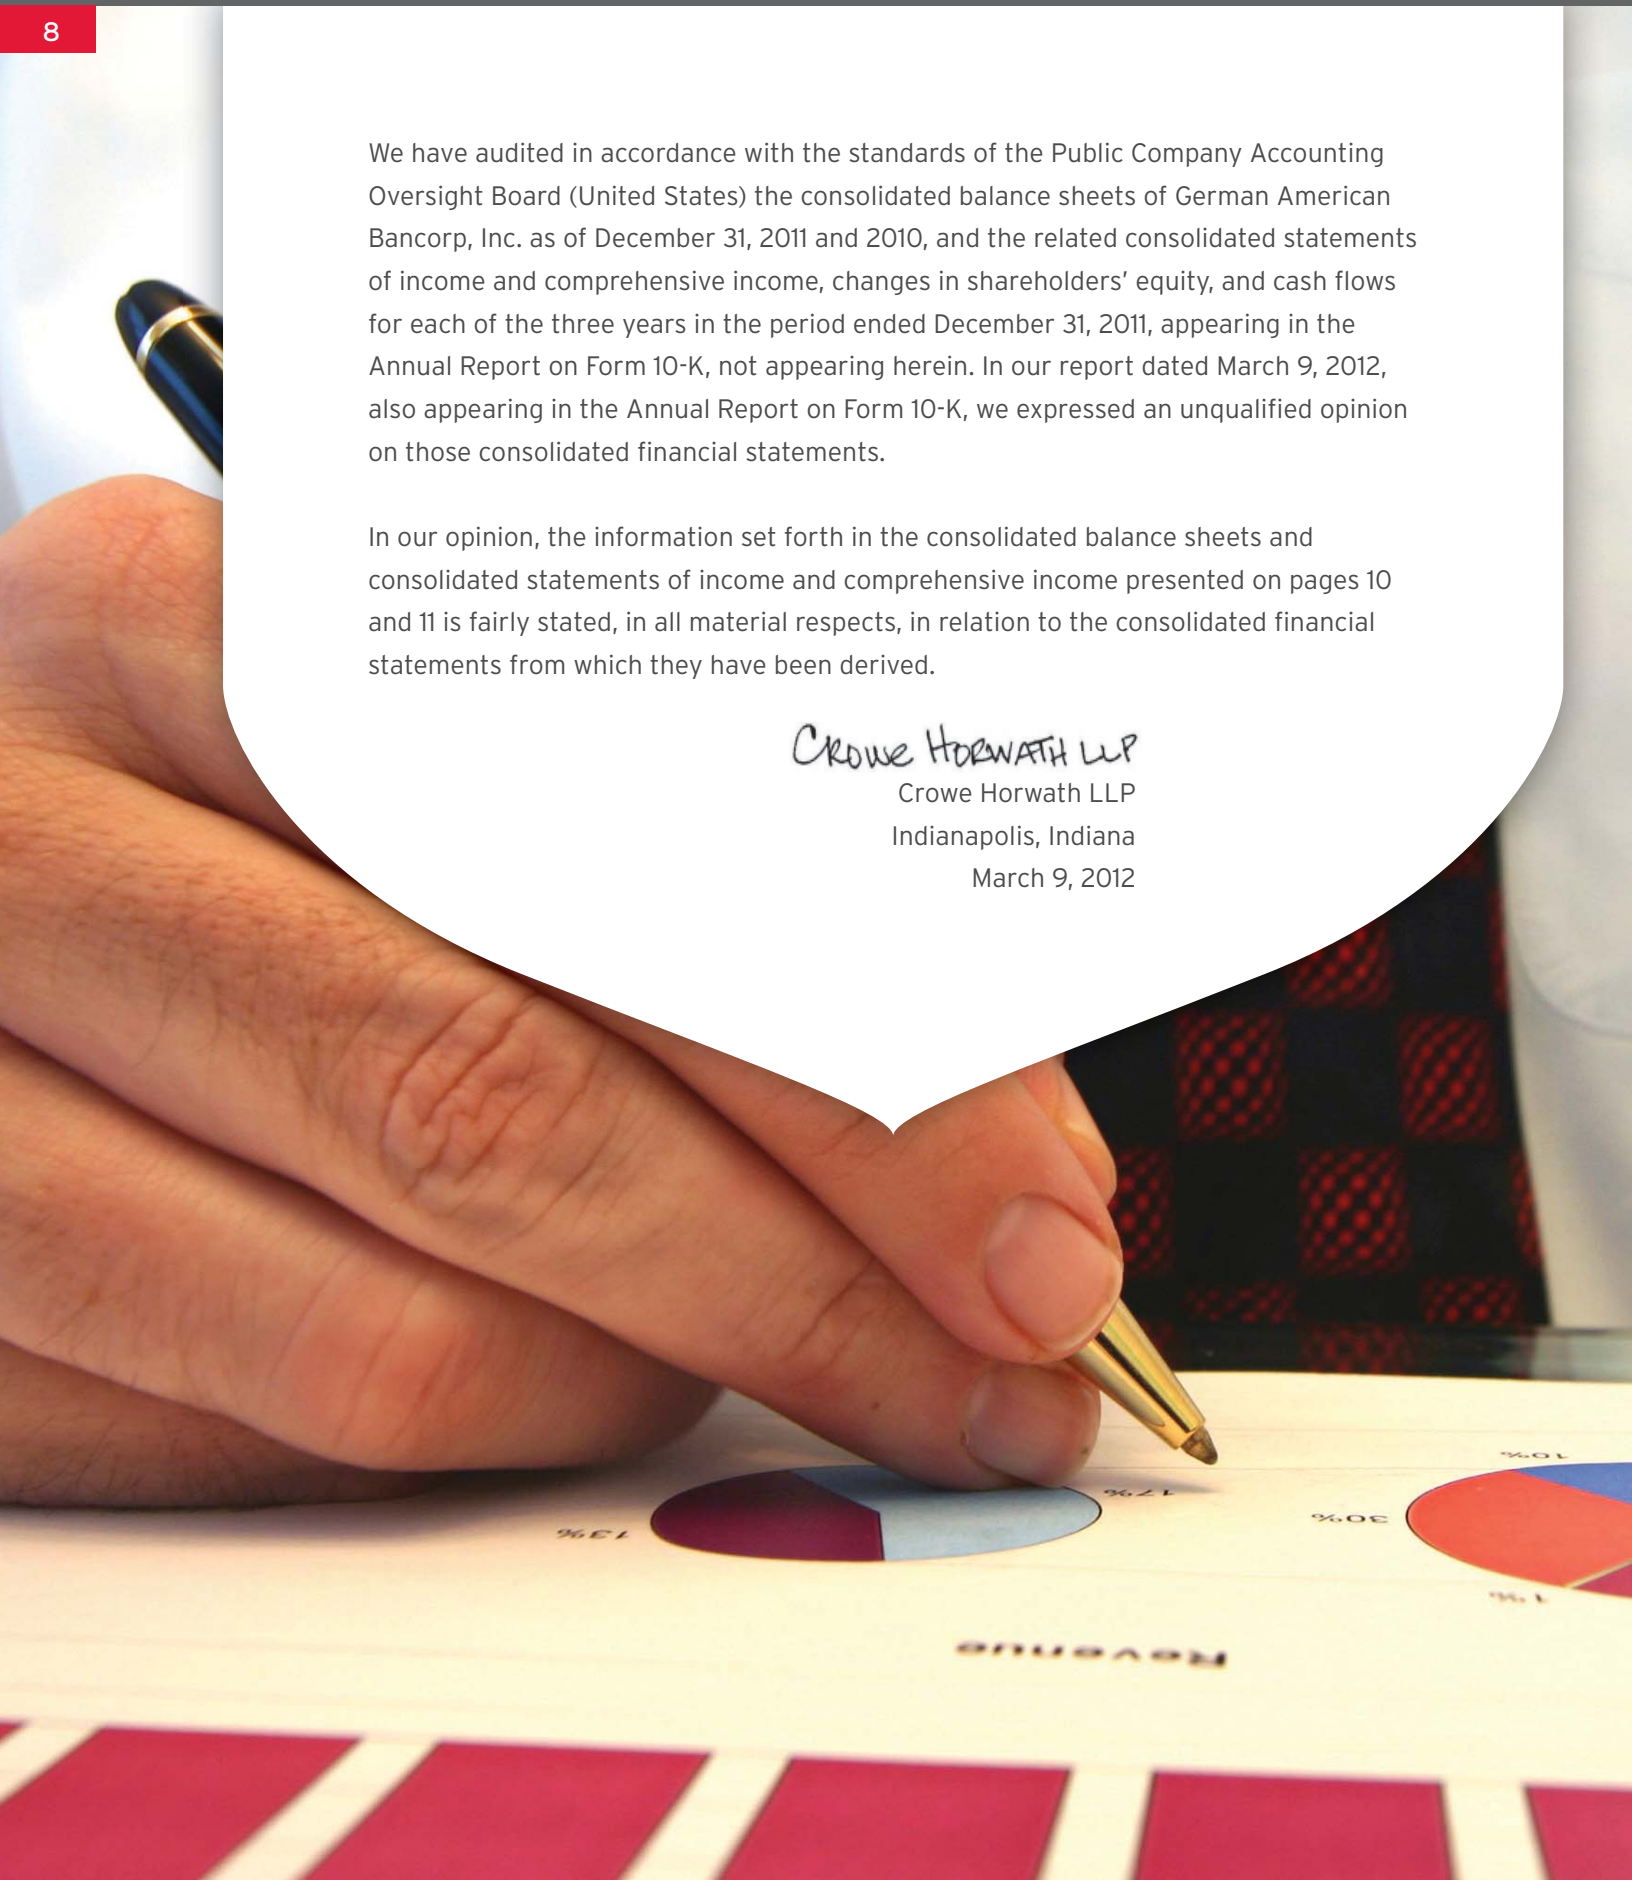 8
We have audited in accordance with the standards of the Public Company Accounting
Oversight Board (United States) the consolidated balance sheets of German American
Bancorp, Inc. as of December 31, 2011 and 2010, and the related consolidated statements
of income and comprehensive income, changes in shareholders’ equity, and cash flows
for each of the three years in the period ended December 31, 2011, appearing in the
Annual Report on Form 10-K, not appearing herein. In our report dated March 9, 2012,
also appearing in the Annual Report on Form 10-K, we expressed an unqualified opinion
on those consolidated financial statements.
In our opinion, the information set forth in the consolidated balance sheets and
consolidated statements of income and comprehensive income presented on pages 10
and 11 is fairly stated, in all material respects, in relation to the consolidated financial
statements from which they have been derived.
Crowe Horwath LLP
Crowe Horwath LLP
Indianapolis, Indiana
March 9, 2012
10%
17%
30%
13%
1%
Revenue